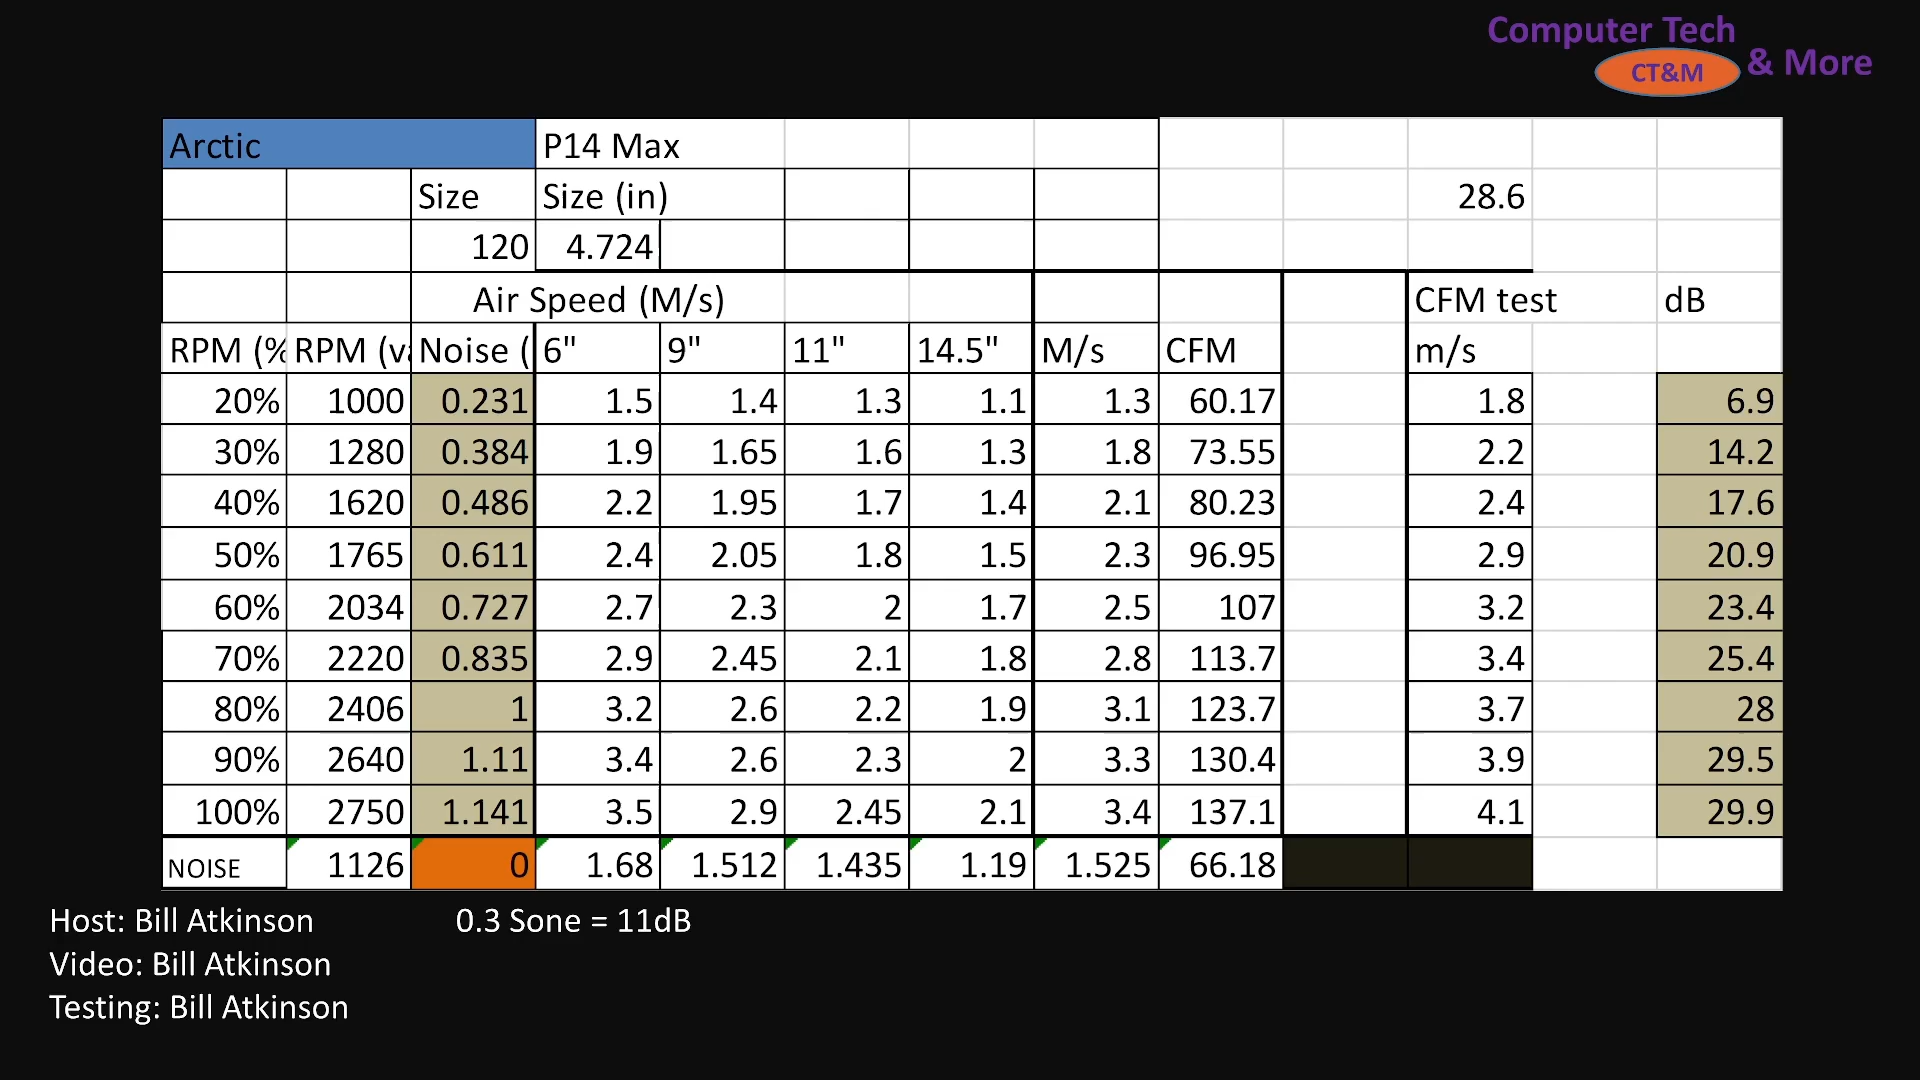 Computer Tech
CT&M & More
Arctic P14 Max
Size Size (in) 28.6
120 4.724
Air Speed (M/s) CFM test dB
RPM (% RPM (va Noise ( 6" 9" 11" 14.5" M/s CFM m/s
20% 1000 0.231 1.5 1.4 1.3 1.1 1.3 60.17 1.8 6.9
30% 1280 0.384 1.9 1.65 1.6 1.3 1.8 73.55 2.2 14.2
40% 1620 0.486 2.2 1.95 1.7 1.4 2.1 80.23 2.4 17.6
50% 1765 0.611 2.4 2.05 1.8 1.5 2.3 96.95 2.9 20.9
60% 2034 0.727 2.7 2.3 2 1.7 2.5 107 3.2 23.4
70% 2220 0.835 2.9 2.45 2.1 1.8 2.8 113.7 3.4 25.4
80% 2406 1 3.2 2.6 2.2 1.9 3.1 123.7 3.7 28
90% 2640 1.11 3.4 2.6 2.3 2 3.3 130.4 3.9 29.5
100% 2750 1.141 3.5 2.9 2.45 2.1 3.4 137.1 4.1 29.9
NOISE 1126 0 1.68 1.512 1.435 1.19 1.525 66.18
Host: Bill Atkinson 0.3 Sone = 11dB
Video: Bill Atkinson
Testing: Bill Atkinson